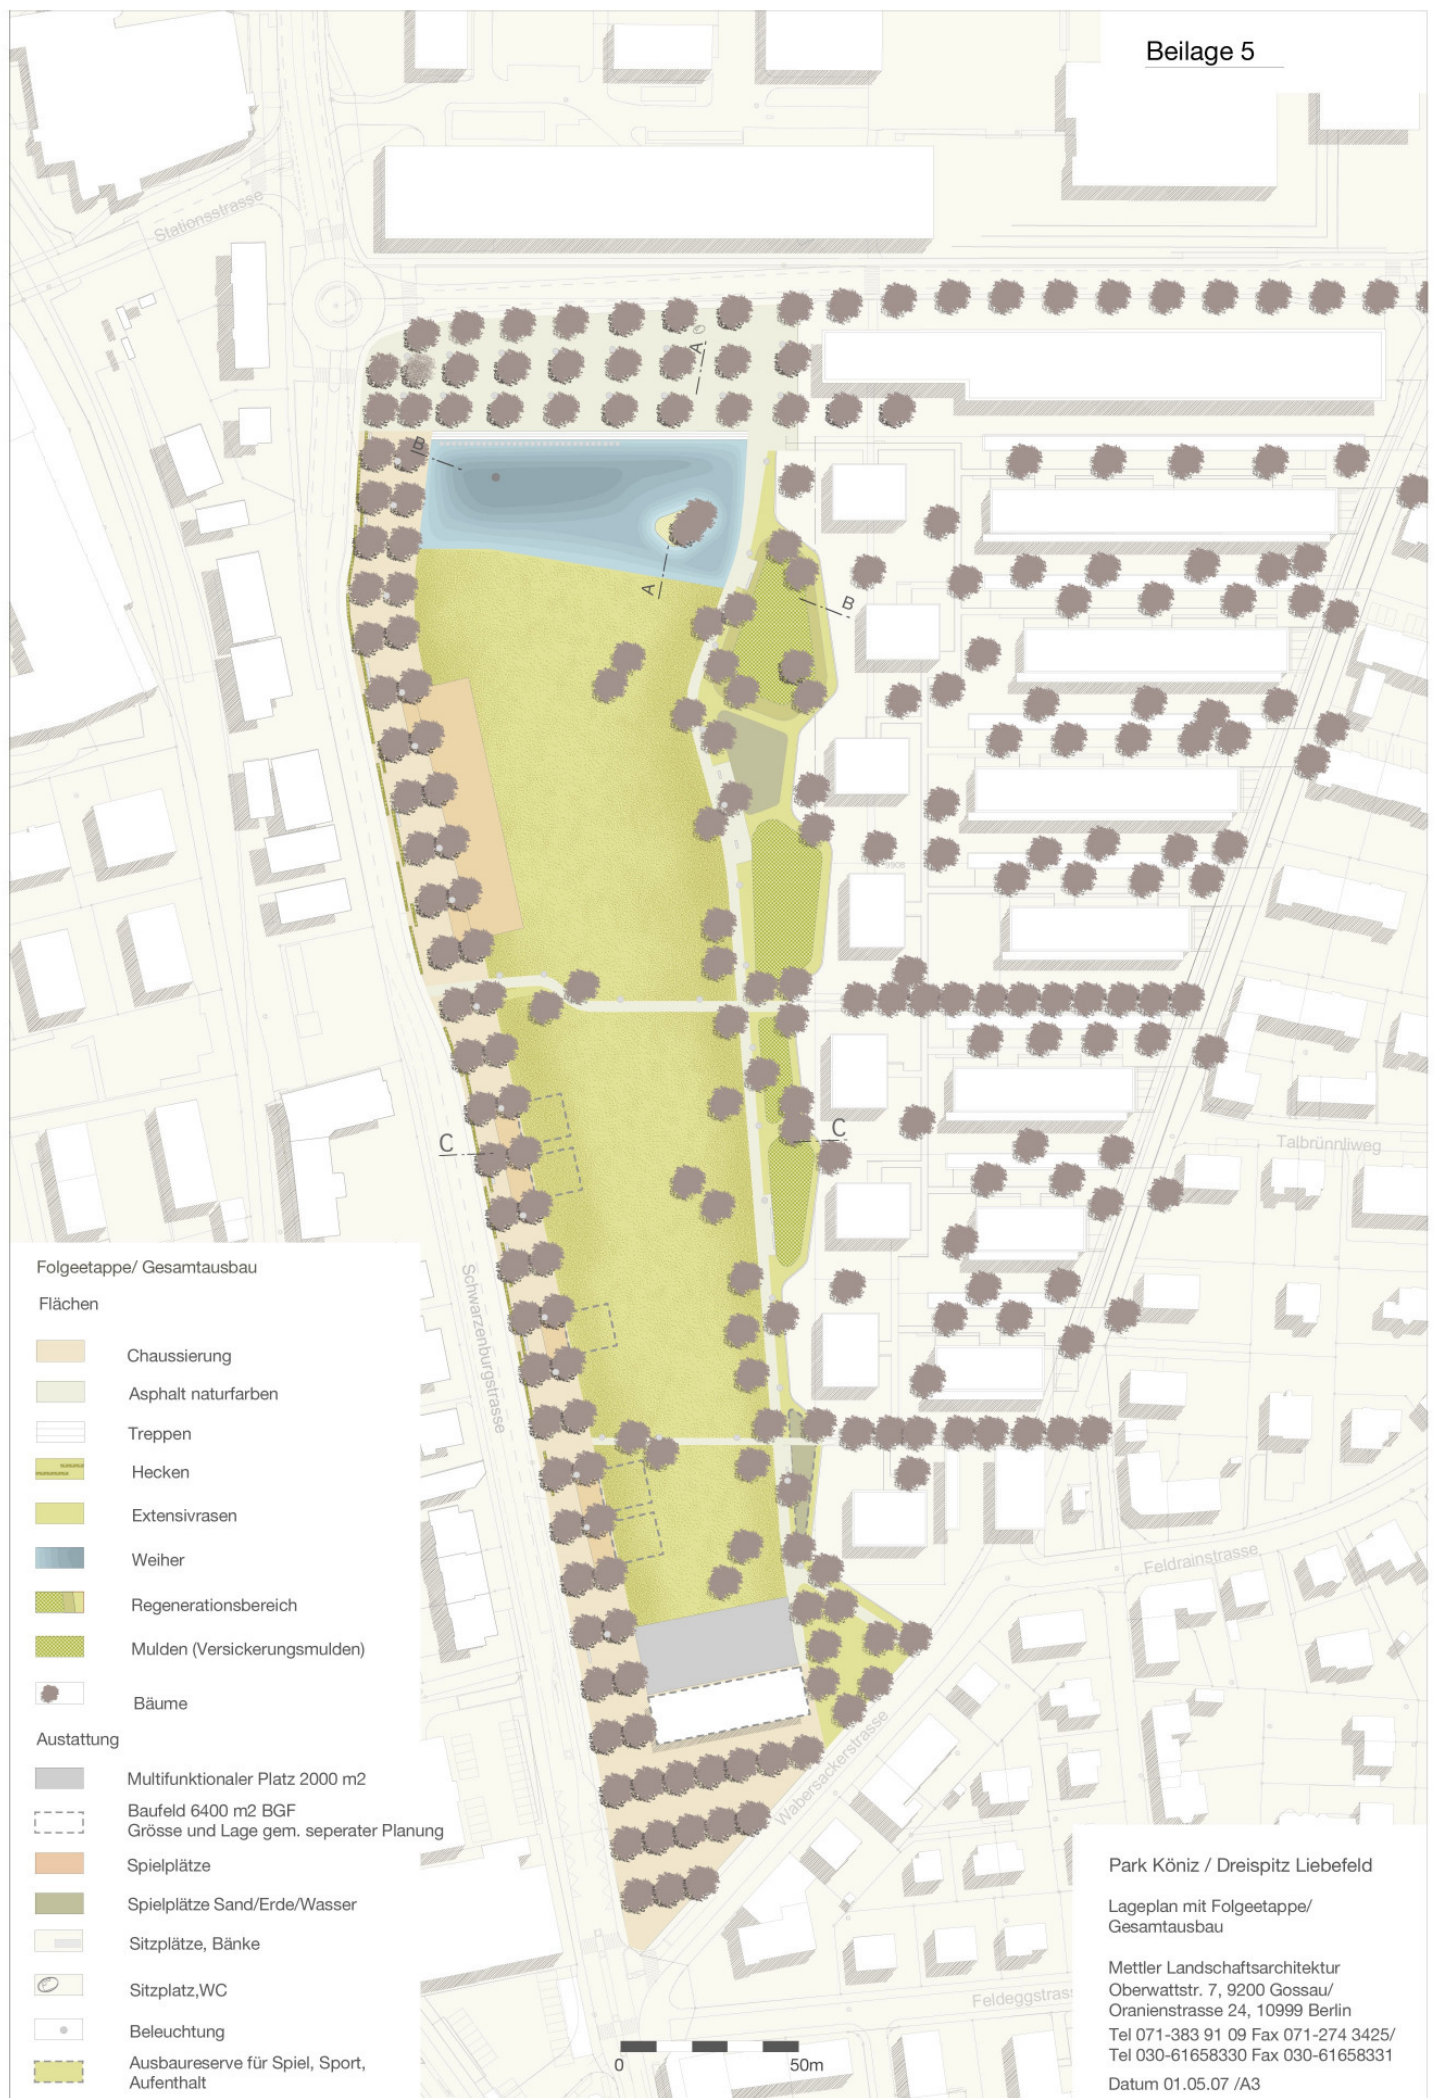 Beilage 5
Stationsstrasse
A
B
A
B
C
C
Talbrünnliweg
Schwarzenburgstrasse
Feldrainstrasse
Wabersackerstrasse
Feldeggstrass
Folgeetappe/ Gesamtausbau
Flächen
Chaussierung
Asphalt naturfarben
Treppen
Hecken
Extensivrasen
Weiher
Regenerationsbereich
Mulden (Versickerungsmulden)
Bäume
Austattung
Multifunktionaler Platz 2000 m2
Baufeld 6400 m2 BGF
Grösse und Lage gem. seperater Planung
Spielplätze
Spielplätze Sand/Erde/Wasser
Sitzplätze, Bänke
Sitzplatz,WC
Beleuchtung
Ausbaureserve für Spiel, Sport,
Aufenthalt
0 50m
Park Köniz / Dreispitz Liebefeld
Lageplan mit Folgeetappe/
Gesamtausbau
Mettler Landschaftsarchitektur
Oberwattstr. 7, 9200 Gossau/
Oranienstrasse 24, 10999 Berlin
Tel 071-383 91 09 Fax 071-274 3425/
Tel 030-61658330 Fax 030-61658331
Datum 01.05.07 /A3